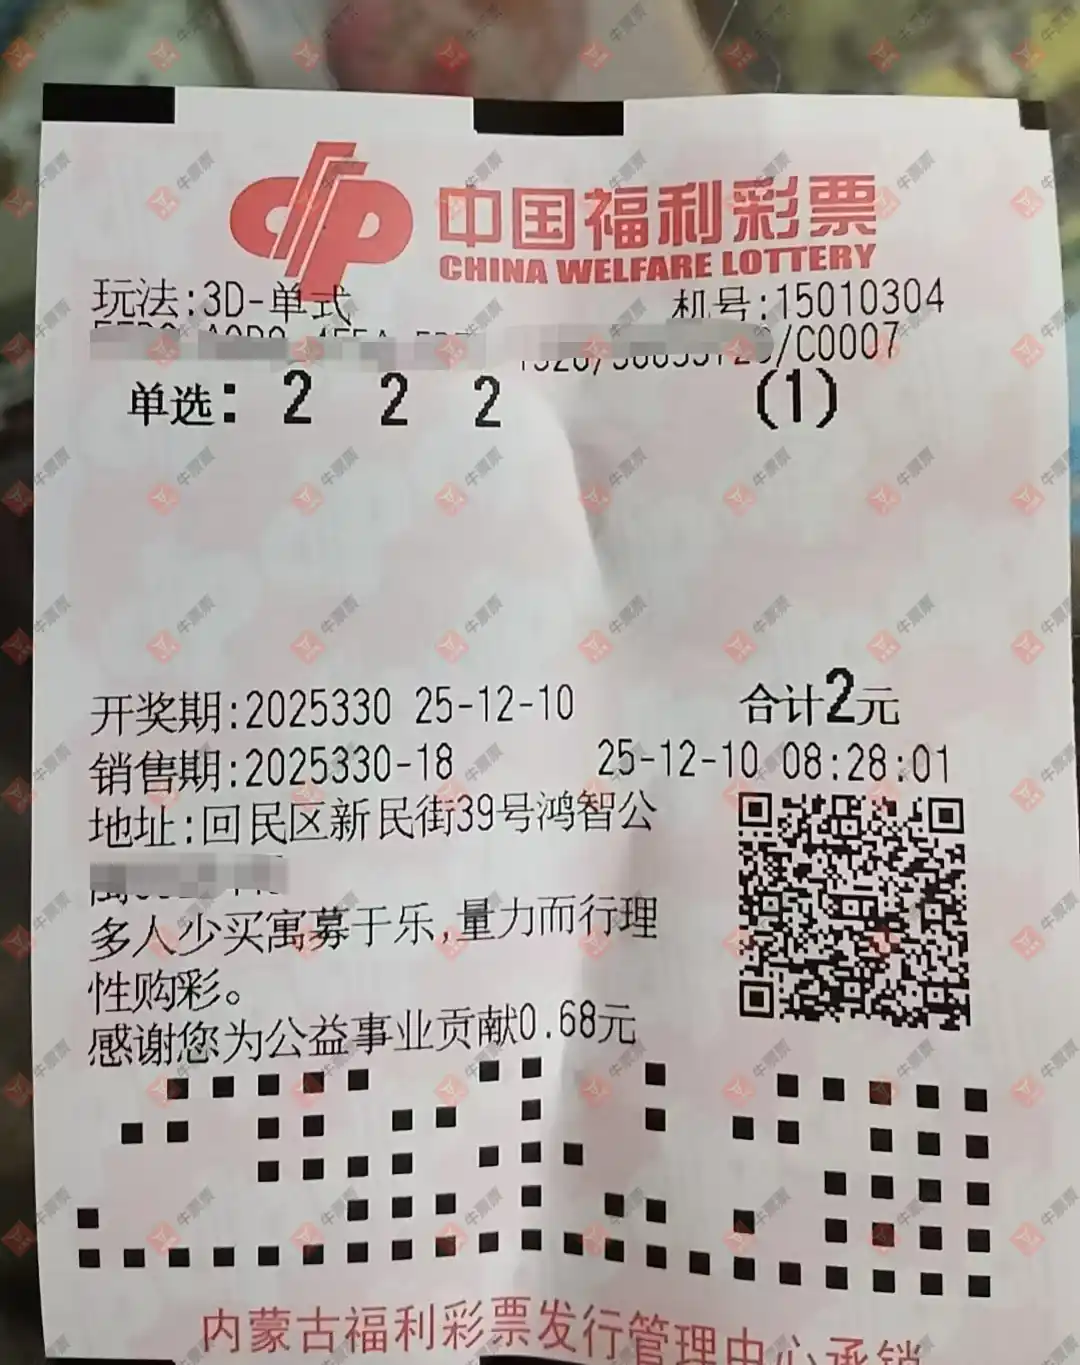 中国福利彩票
CHINA WELFARE LOTTERY
玩法:3D-单式 机号:15010304
/C0007
单选: 2 2 2 (1)
开奖期:2025330 25-12-10 合计2元
销售期:2025330-18 25-12-10 08:28:01
地址:回民区新民街39号鸿智公
多人少买寓募于乐,量力而行理
性购彩。
感谢您为公益事业贡献0.68元
内蒙古福利彩票发行管理中心承销
牛票票